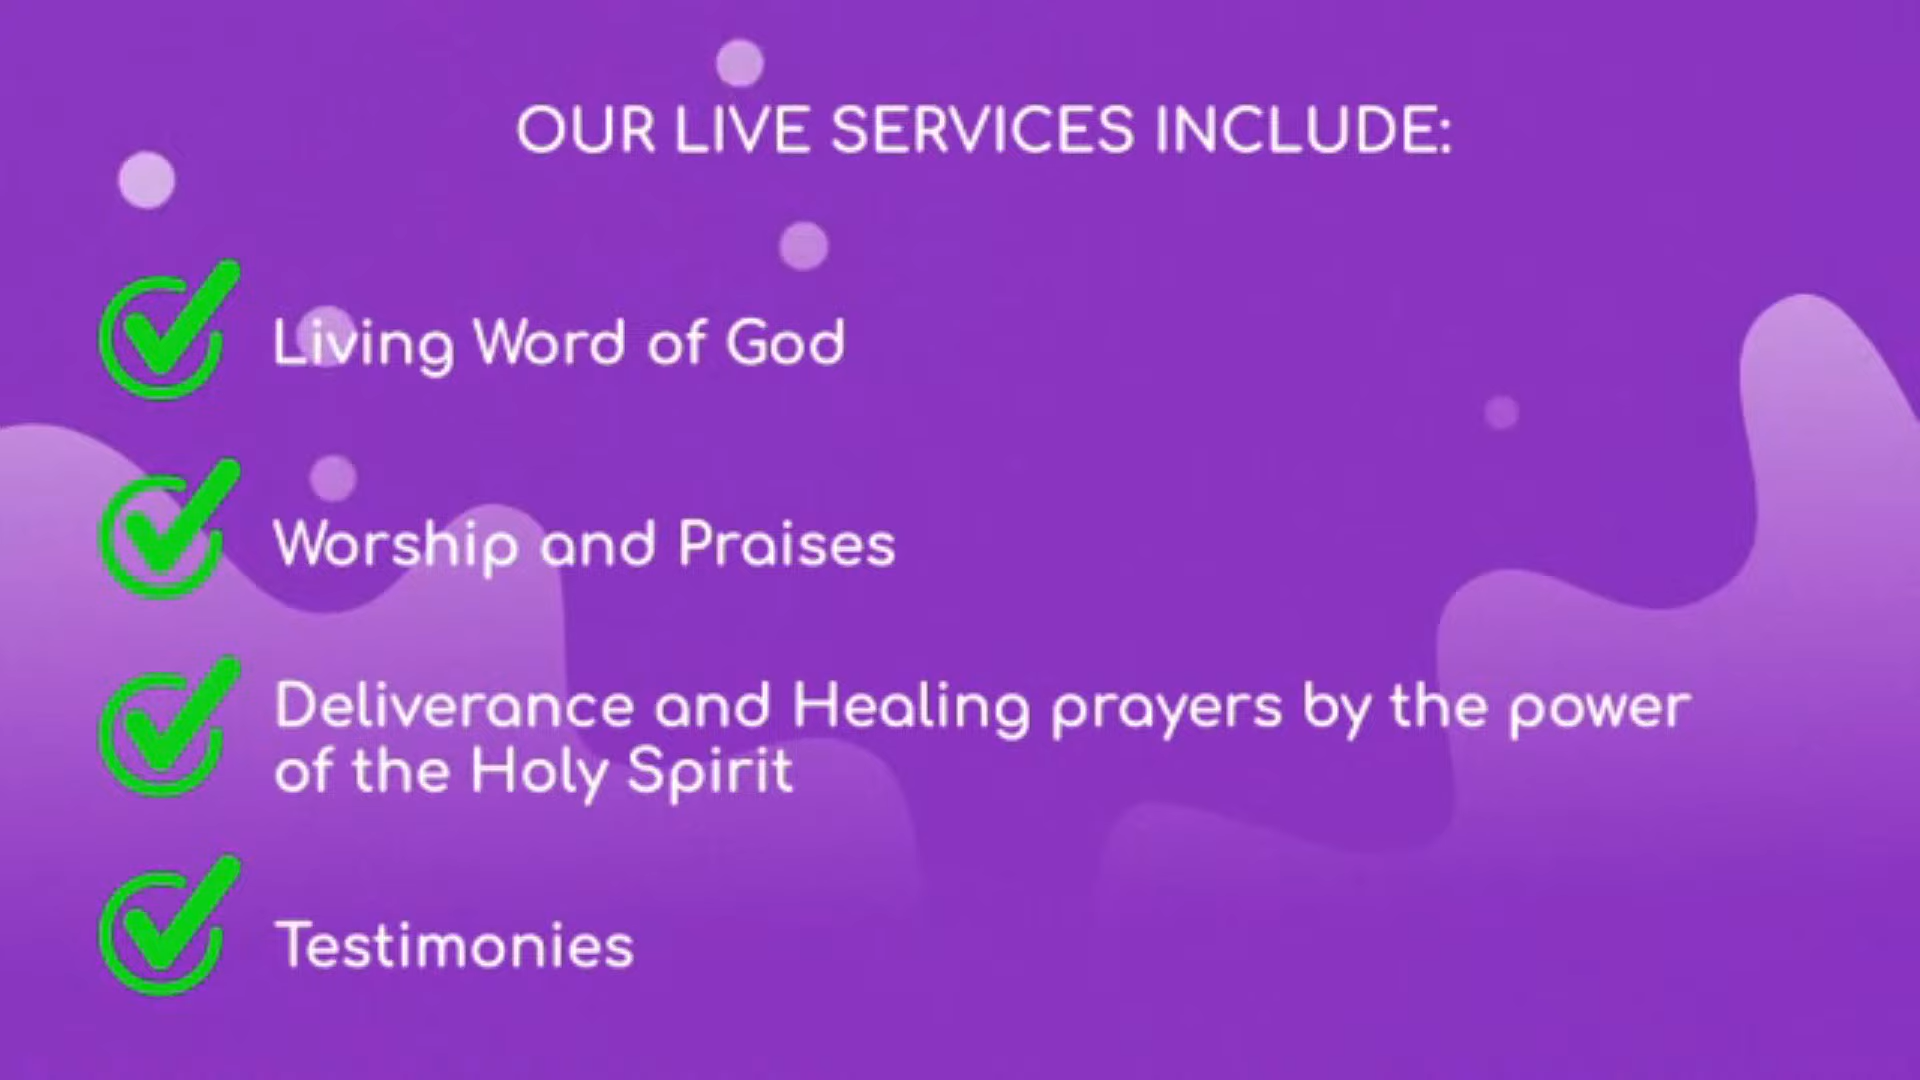 OUR LIVE SERVICES INCLUDE:
Living Word of God
Worship and Praises
Deliverance and Healing prayers by the power
of the Holy Spirit
Testimonies